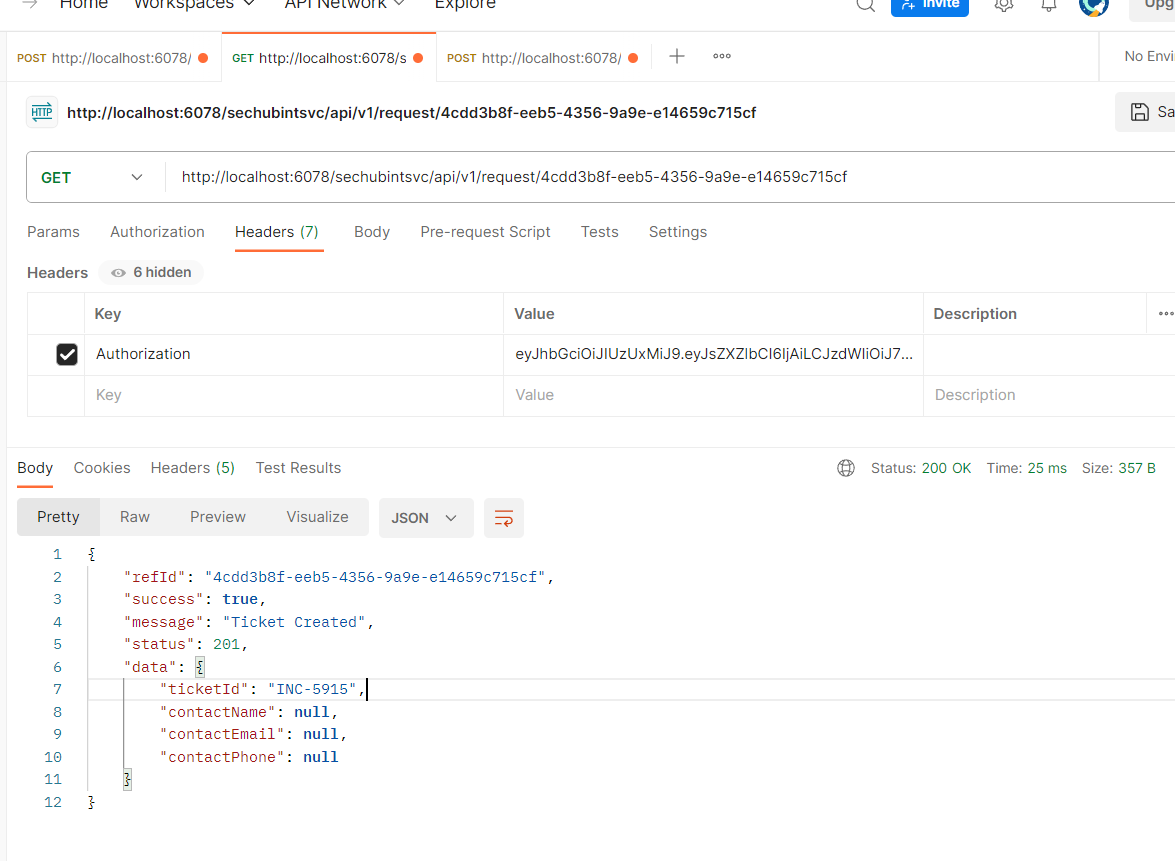 Home Workspaces API Network Explore Invite Upg
POST http://localhost:6078/ GET http://localhost:6078/s POST http://localhost:6078/ No Envi
HTTP http://localhost:6078/sechubintsvc/api/v1/request/4cdd3b8f-eeb5-4356-9a9e-e14659c715cf Sa
GET http://localhost:6078/sechubintsvc/api/v1/request/4cdd3b8f-eeb5-4356-9a9e-e14659c715cf
Params Authorization Headers (7) Body Pre-request Script Tests Settings
Headers 6 hidden
Key Value Description
Authorization eyJhbGciOiJIUzUxMiJ9.eyJsZXZlbCI6IjAiLCJzdWIiOiJ7...
Key Value Description
Body Cookies Headers (5) Test Results Status: 200 OK Time: 25 ms Size: 357 B
Pretty Raw Preview Visualize JSON
1 {
2 "refId": "4cdd3b8f-eeb5-4356-9a9e-e14659c715cf",
3 "success": true,
4 "message": "Ticket Created",
5 "status": 201,
6 "data": {
7 "ticketId": "INC-5915",
8 "contactName": null,
9 "contactEmail": null,
10 "contactPhone": null
11 }
12 }